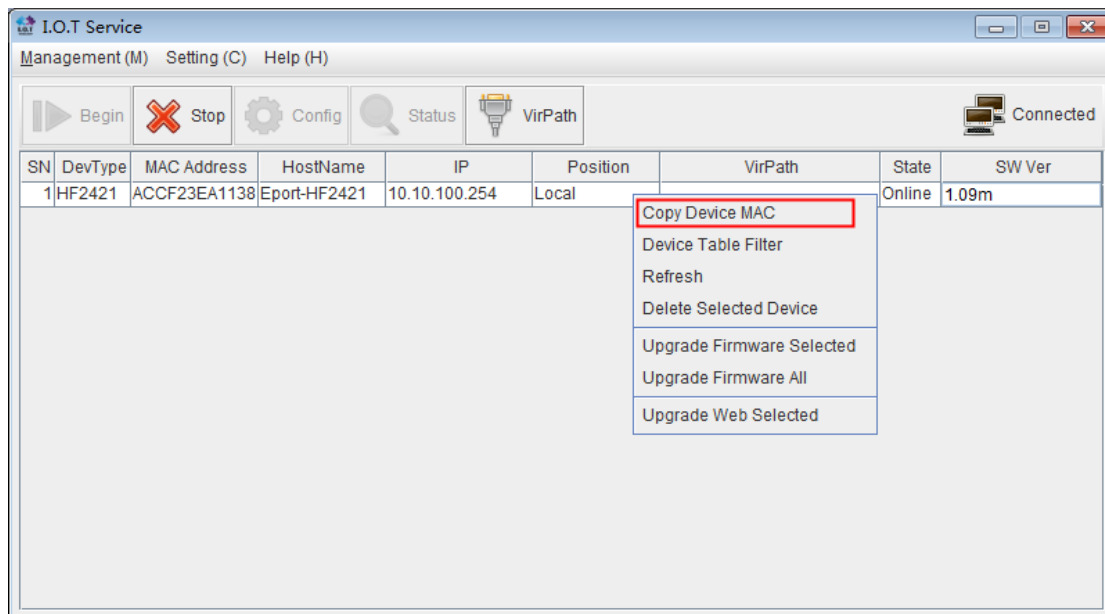 I.O.T Service
Management (M) Setting (C) Help (H)
Begin Stop Config Status VirPath Connected
SN DevType MAC Address HostName IP Position VirPath State SW Ver
1 HF2421 ACCF23EA1138 Eport-HF2421 10.10.100.254 Local Online 1.09m
Copy Device MAC
Device Table Filter
Refresh
Delete Selected Device
Upgrade Firmware Selected
Upgrade Firmware All
Upgrade Web Selected